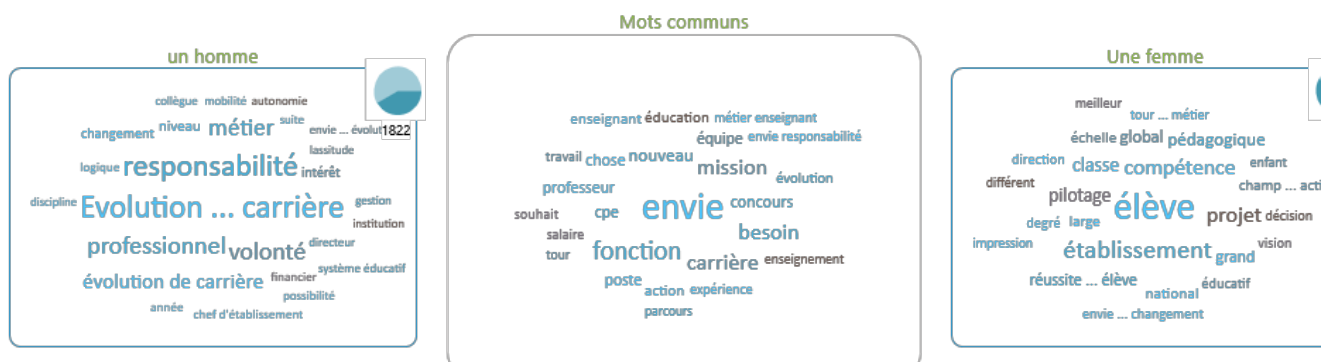 Mots communs
un homme
collègue mobilité autonomie
changement niveau métier suite envie ... évolut 1822
lassitude
logique responsabilité intérêt
discipline Evolution ... carrière gestion
institution
professionnel volonté directeur
évolution de carrière financier système éducatif
possibilité
année chef d'établissement
enseignant éducation métier enseignant
équipe envie responsabilité
travail chose nouveau mission
évolution
professeur
souhait cpe envie concours
salaire besoin
tour fonction carrière enseignement
poste action expérience
parcours
Une femme
meilleur tour ... métier
échelle global pédagogique
direction classe compétence enfant
différent pilotage champ ... acti
degré large élève projet décision
impression établissement grand vision
réussite ... élève national éducatif
envie ... changement